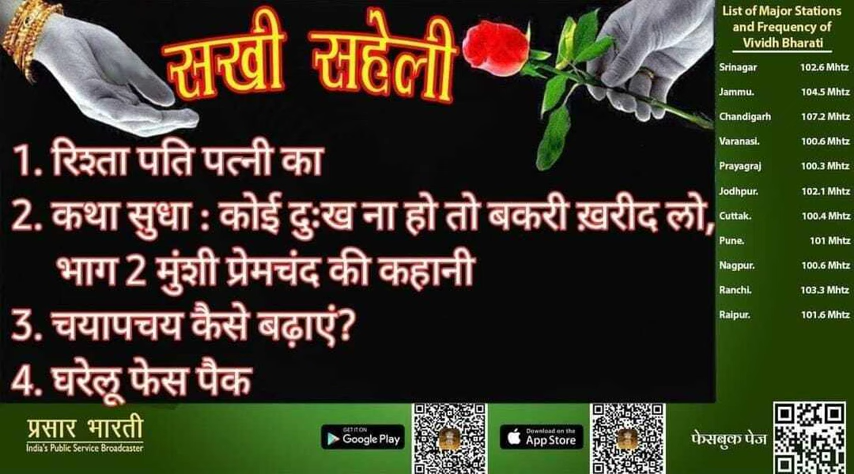 सखी सहेली
1. रिश्ता पति पत्नी का
2. कथा सुधा : कोई दुःख ना हो तो बकरी ख़रीद लो,
भाग 2 मुंशी प्रेमचंद की कहानी
3. चयापचय कैसे बढ़ाएं?
4. घरेलू फेस पैक
List of Major Stations
and Frequency of
Vividh Bharati
Srinagar 102.6 Mhtz
Jammu. 104.5 Mhtz
Chandigarh 107.2 Mhtz
Varanasi. 100.6 Mhtz
Prayagraj 100.3 Mhtz
Jodhpur. 102.1 Mhtz
Cuttak. 100.4 Mhtz
Pune. 101 Mhtz
Nagpur. 100.6 Mhtz
Ranchi. 103.3 Mhtz
Raipur. 101.6 Mhtz
प्रसार भारती
India's Public Service Broadcaster
GET IT ON
Google Play
Download on the
App Store
फेसबुक पेज